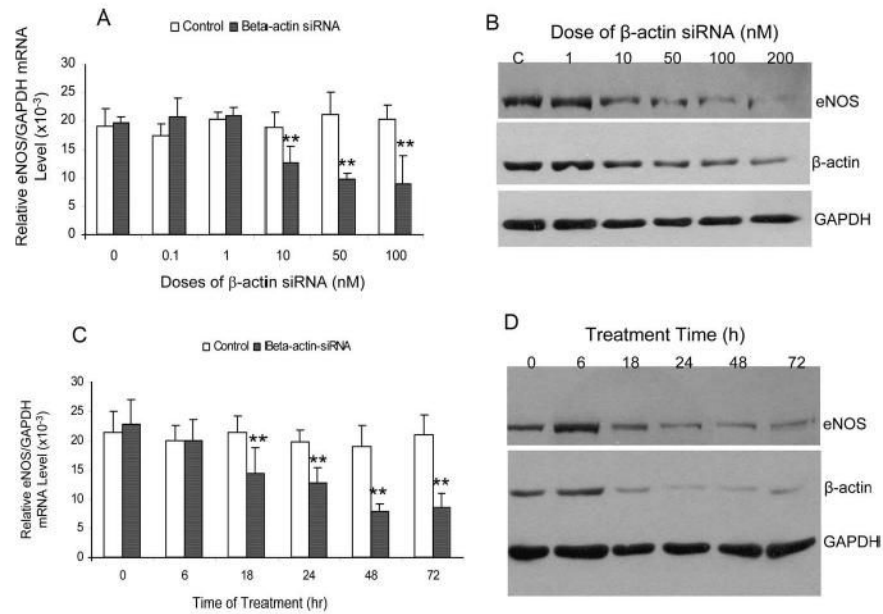 A
Control Beta-actin siRNA
Relative eNOS/GAPDH mRNA
Level (x10-3)
30
25
20
15
10
5
0
** ** **
0 0.1 1 10 50 100
Doses of β-actin siRNA (nM)
B
Dose of β-actin siRNA (nM)
C 1 10 50 100 200
eNOS
β-actin
GAPDH
C
Control Beta-actin-siRNA
Relative eNOS/GAPDH
mRNA Level (x10-3)
30
25
20
15
10
5
0
** ** ** **
0 6 18 24 48 72
Time of Treatment (hr)
D
Treatment Time (h)
0 6 18 24 48 72
eNOS
β-actin
GAPDH